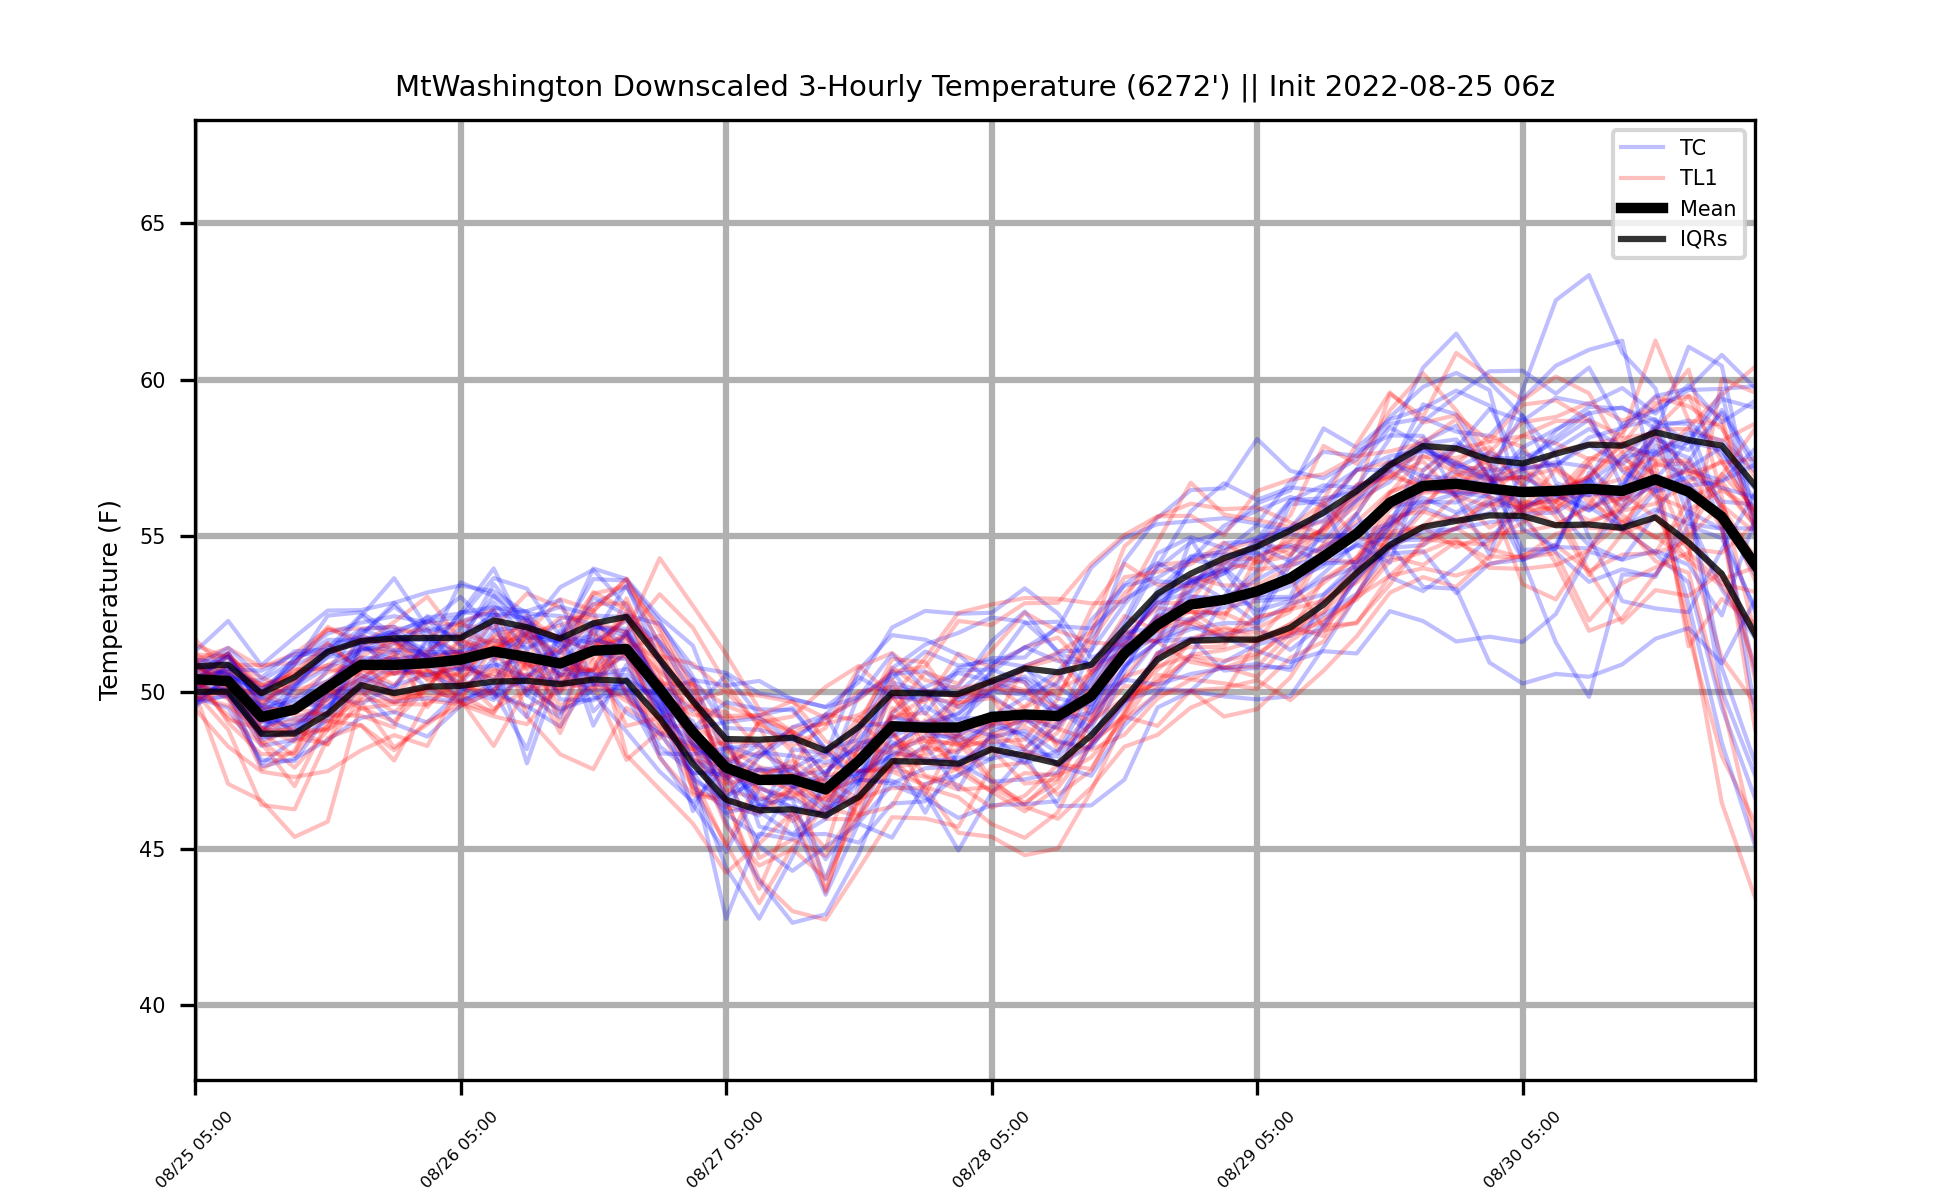 MtWashington Downscaled 3-Hourly Temperature (6272') || Init 2022-08-25 06z
TC
TL1
Mean
IQRs
Temperature (F)
65
60
55
50
45
40
08/25 05:00
08/26 05:00
08/27 05:00
08/28 05:00
08/29 05:00
08/30 05:00